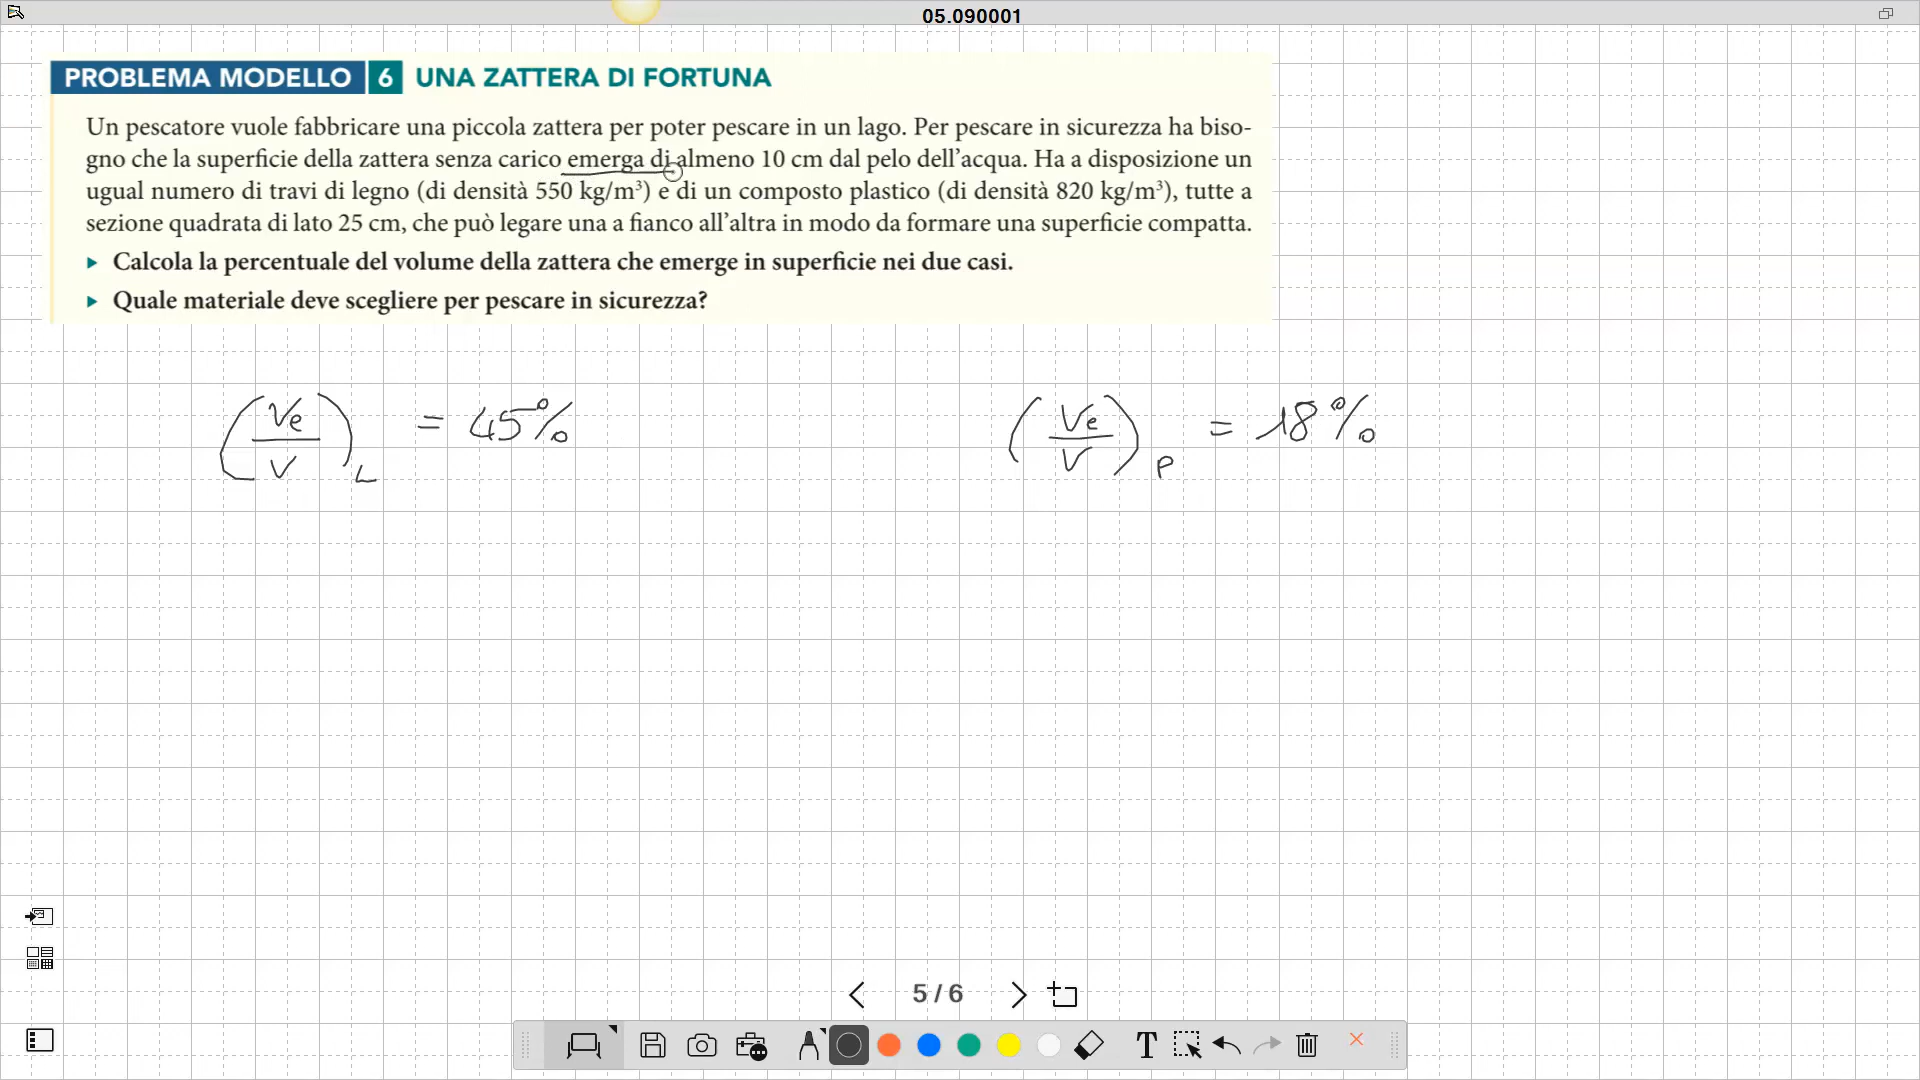 05.090001
PROBLEMA MODELLO 6 UNA ZATTERA DI FORTUNA
Un pescatore vuole fabbricare una piccola zattera per poter pescare in un lago. Per pescare in sicurezza ha biso-
gno che la superficie della zattera senza carico emerga di almeno 10 cm dal pelo dell'acqua. Ha a disposizione un
ugual numero di travi di legno (di densità 550 kg/m³) e di un composto plastico (di densità 820 kg/m³), tutte a
sezione quadrata di lato 25 cm, che può legare una a fianco all'altra in modo da formare una superficie compatta.
▸ Calcola la percentuale del volume della zattera che emerge in superficie nei due casi.
▸ Quale materiale deve scegliere per pescare in sicurezza?
(Ve/V)L = 45% (Ve/V)P = 18%
5 / 6
T